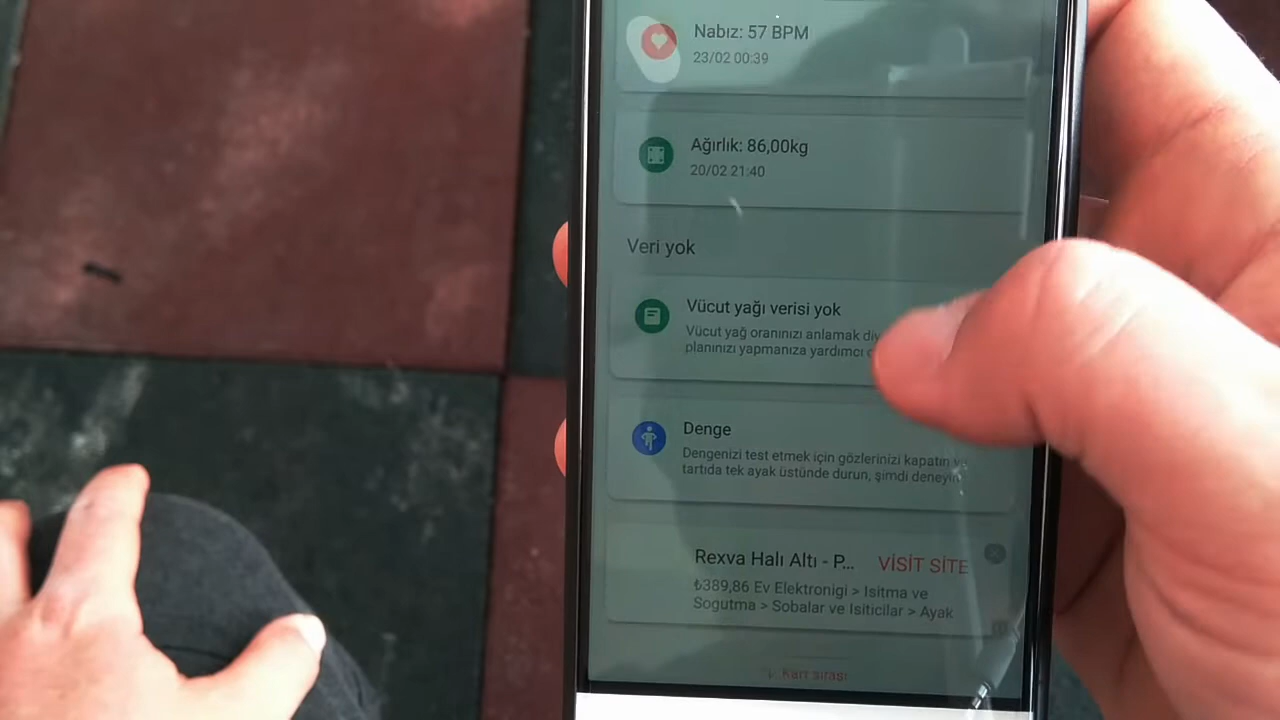 Nabız: 57 BPM
23/02 00:39
Ağırlık: 86,00kg
20/02 21:40
Veri yok
Vücut yağı verisi yok
Vücut yağ oranınızı anlamak
planınızı yapmanıza yardımcı
Denge
Dengenizi test etmek için gözlerinizi kapatın ve
tartıda tek ayak üstünde durun, şimdi deneyin
Rexva Halı Altı - P...
VİSİT SİTE
₺389,86 Ev Elektronigi > Isitma ve
Sogutma > Sobalar ve Isiticilar > Ayak
Kart sırası